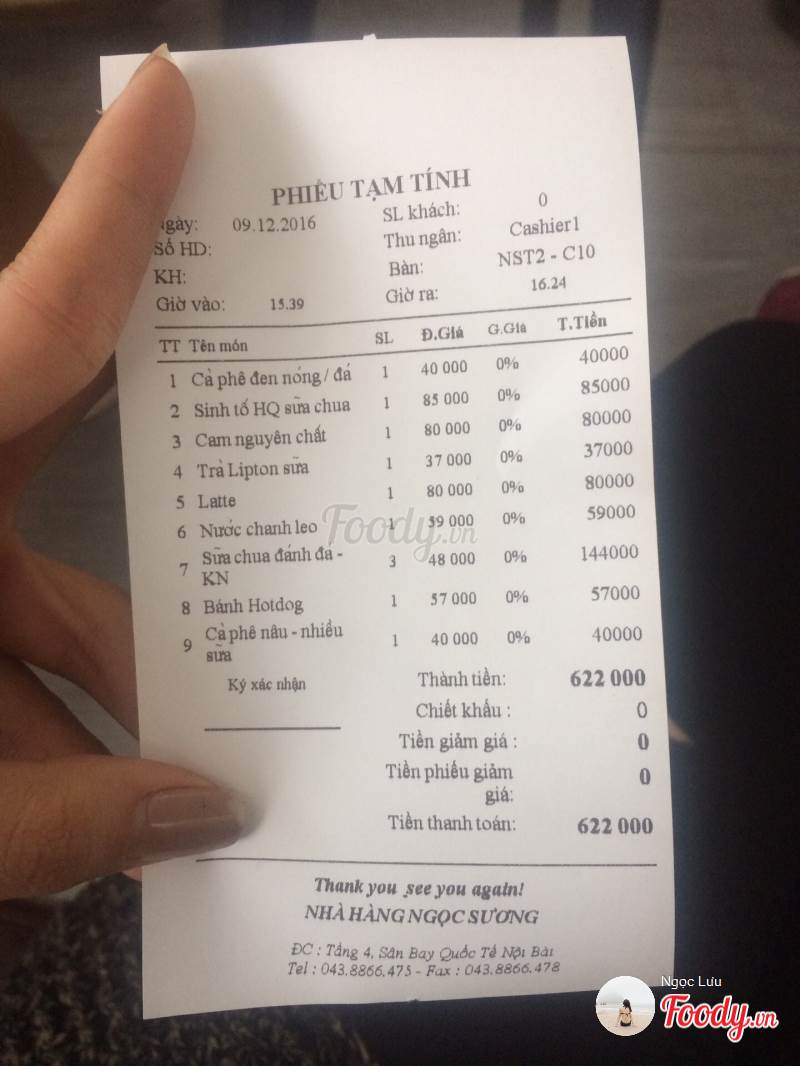 PHIẾU TẠM TÍNH
Ngày: 09.12.2016 SL khách: 0
Số HD: Thu ngân: Cashier1
KH: Bàn: NST2 - C10
Giờ vào: 15.39 Giờ ra: 16.24
TT Tên món SL Đ.Giá G.Giá T.Tiền
1 Cà phê đen nóng / đá 1 40 000 0% 40000
2 Sinh tố HQ sữa chua 1 85 000 0% 85000
3 Cam nguyên chất 1 80 000 0% 80000
4 Trà Lipton sữa 1 37 000 0% 37000
5 Latte 1 80 000 0% 80000
6 Nước chanh leo 1 59 000 0% 59000
7 Sữa chua đánh đá - 3 48 000 0% 144000
KN
8 Bánh Hotdog 1 57 000 0% 57000
9 Cà phê nâu - nhiều 1 40 000 0% 40000
sữa
Ký xác nhận Thành tiền: 622 000
Chiết khấu : 0
Tiền giảm giá : 0
Tiền phiếu giảm 0
giá:
Tiền thanh toán: 622 000
Thank you see you again!
NHÀ HÀNG NGỌC SƯƠNG
ĐC : Tầng 4, Sân Bay Quốc Tế Nội Bài
Tel : 043.8866.475 - Fax : 043.8866.478
Foody.vn
Ngọc Lưu
Foody.vn